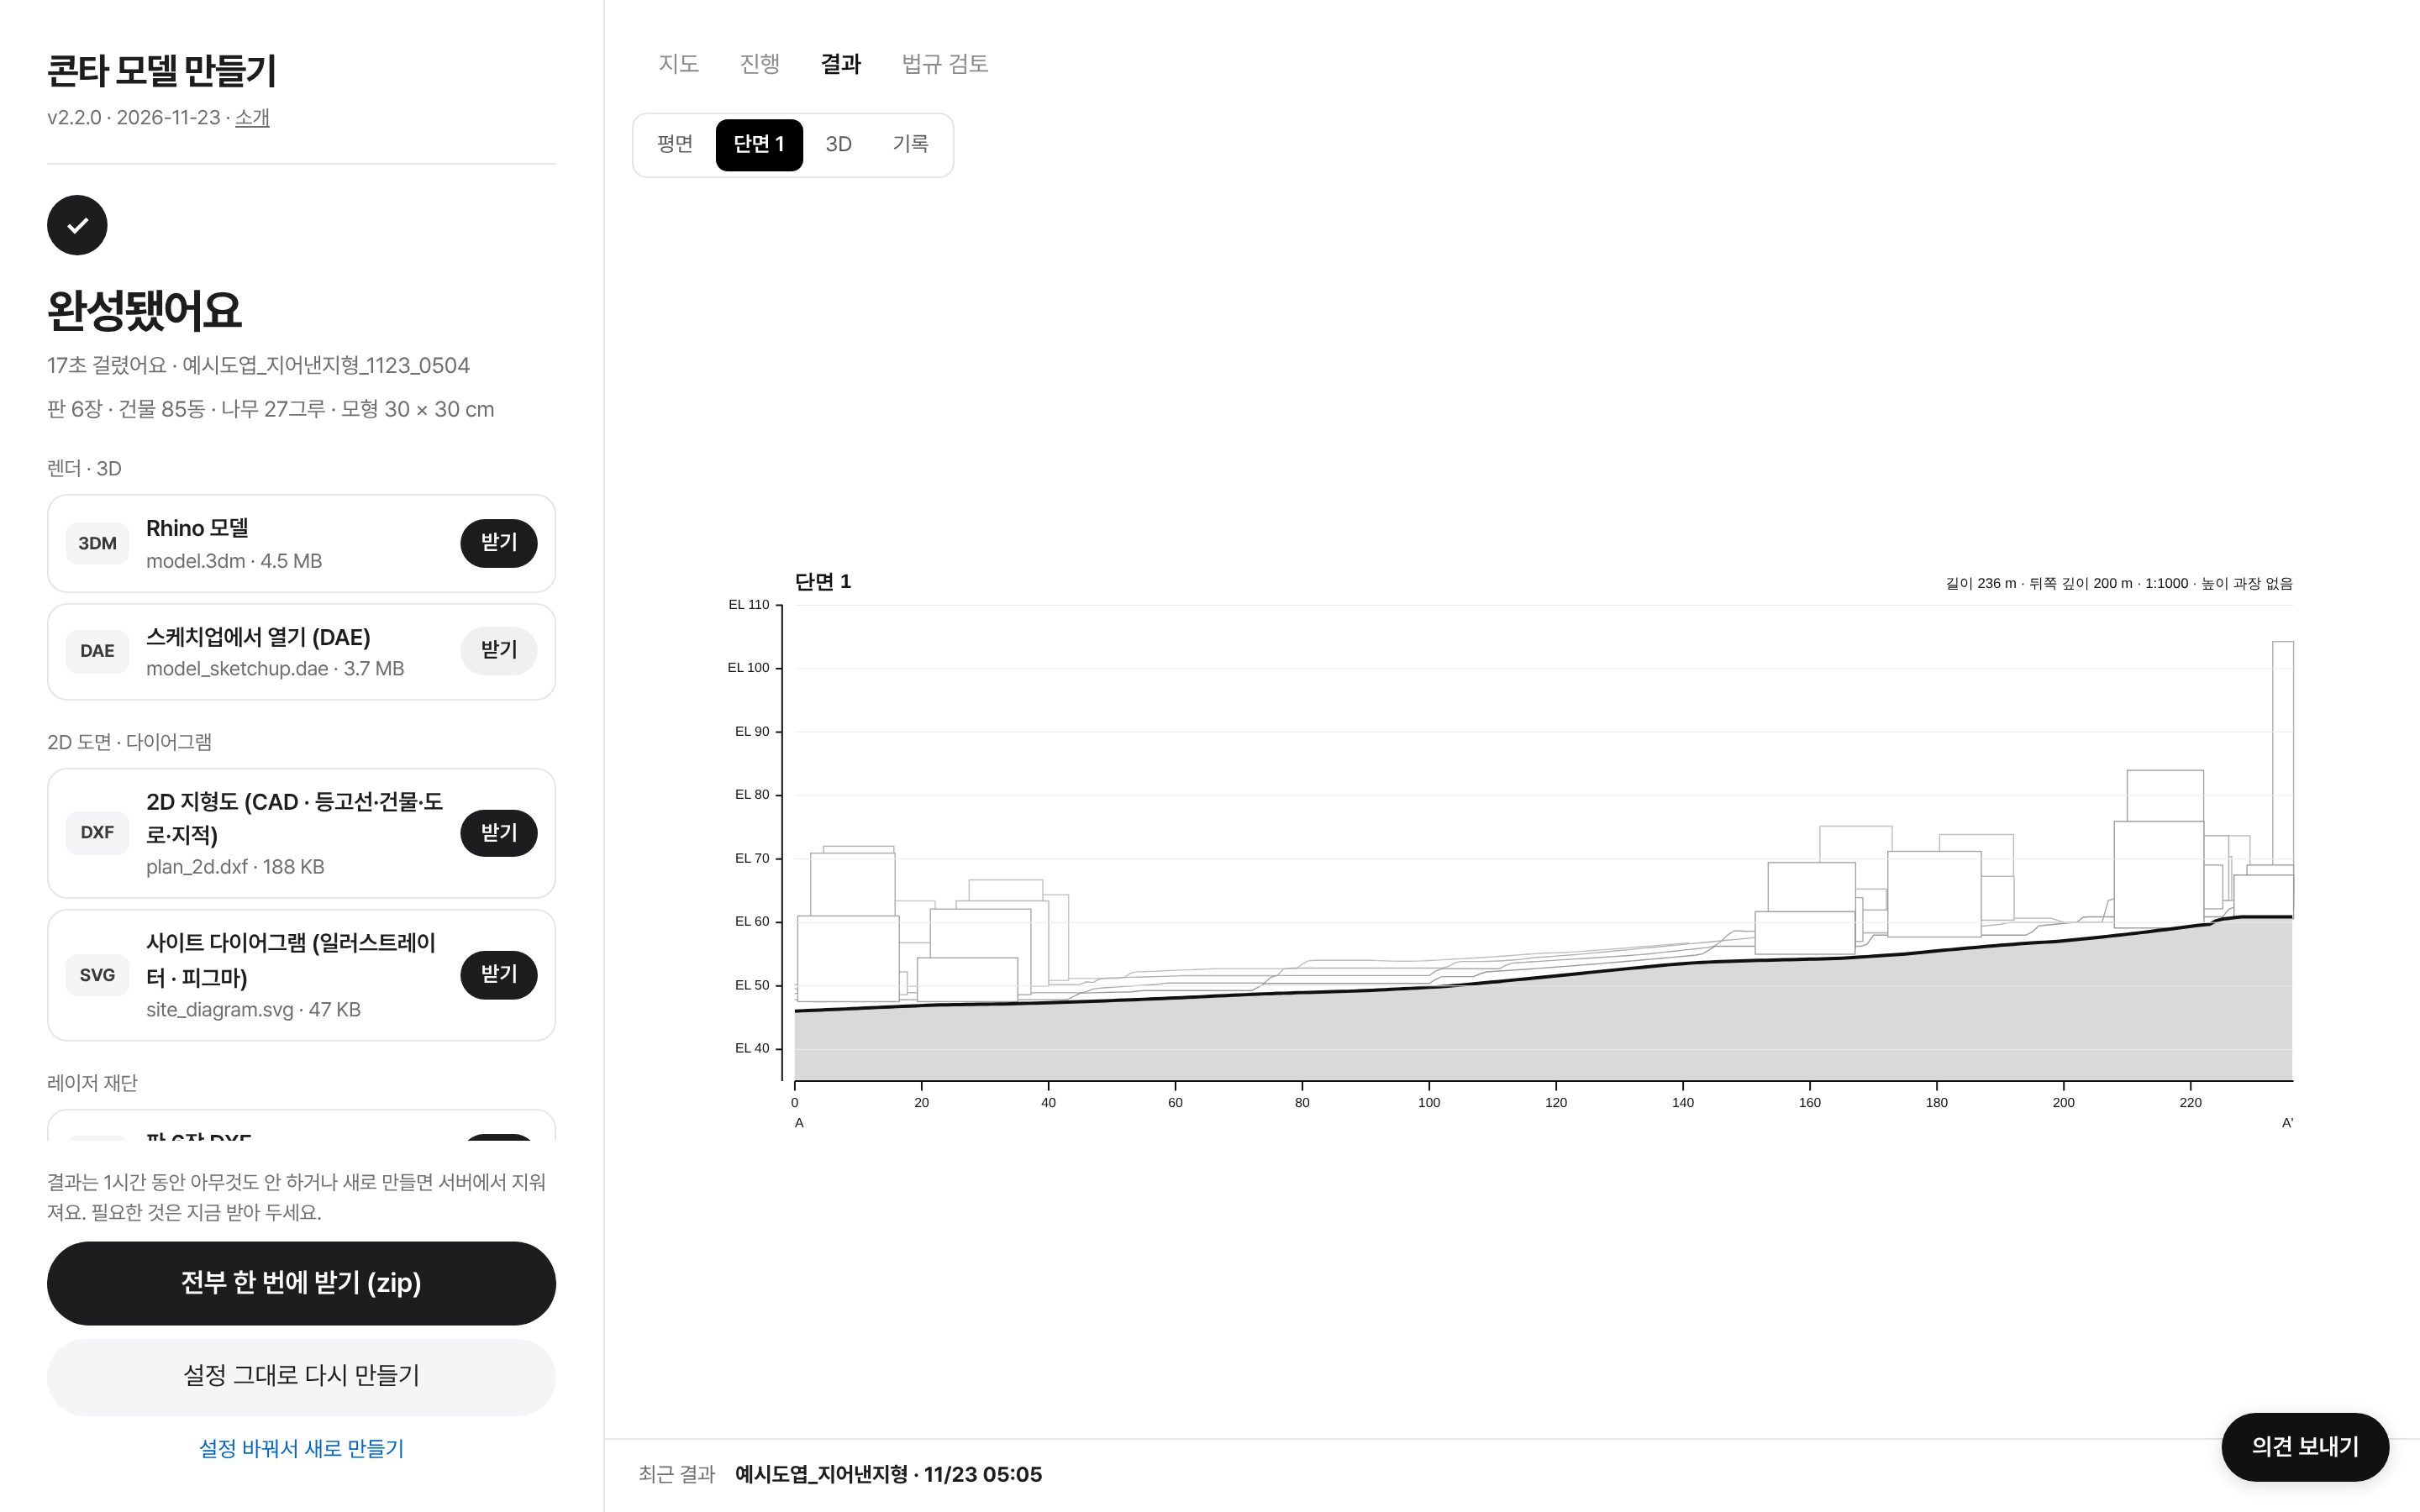 콘타 모델 만들기
v2.2.0 · 2026-11-23 · 소개
완성됐어요
17초 걸렸어요 · 예시도엽_지어낸지형_1123_0504
판 6장 · 건물 85동 · 나무 27그루 · 모형 30 × 30 cm
렌더 · 3D
3DM
Rhino 모델
model.3dm · 4.5 MB
받기
DAE
스케치업에서 열기 (DAE)
model_sketchup.dae · 3.7 MB
받기
2D 도면 · 다이어그램
DXF
2D 지형도 (CAD · 등고선·건물·도
로·지적)
plan_2d.dxf · 188 KB
받기
SVG
사이트 다이어그램 (일러스트레이
터 · 피그마)
site_diagram.svg · 47 KB
받기
레이저 재단
판 6장 DXF
결과는 1시간 동안 아무것도 안 하거나 새로 만들면 서버에서 지워
져요. 필요한 것은 지금 받아 두세요.
전부 한 번에 받기 (zip)
설정 그대로 다시 만들기
설정 바꿔서 새로 만들기
지도 진행 결과 법규 검토
평면 단면 1 3D 기록
단면 1
길이 236 m · 뒤쪽 깊이 200 m · 1:1000 · 높이 과장 없음
EL 110
EL 100
EL 90
EL 80
EL 70
EL 60
EL 50
EL 40
0 20 40 60 80 100 120 140 160 180 200 220
A A'
최근 결과 예시도엽_지어낸지형 · 11/23 05:05
의견 보내기